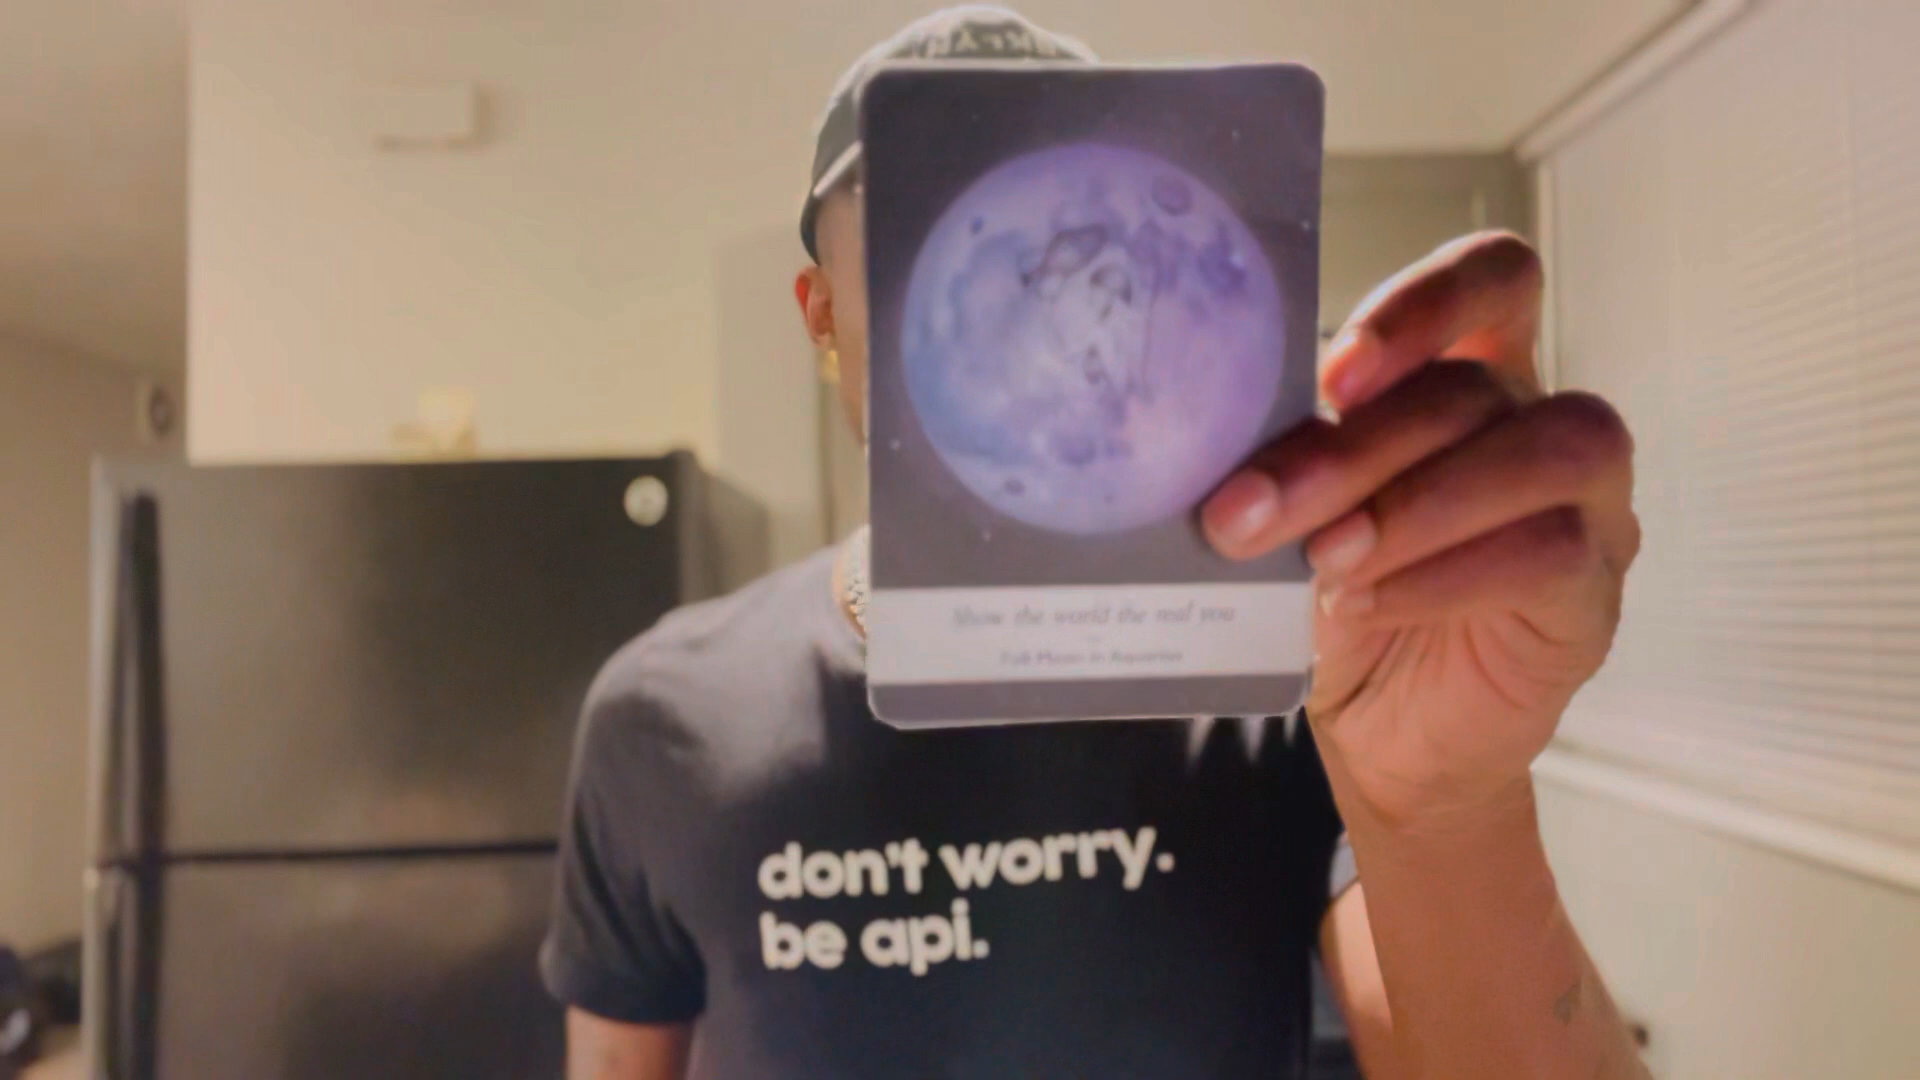 Show the world the real you
Full Moon in Aquarius
don't worry.
be api.